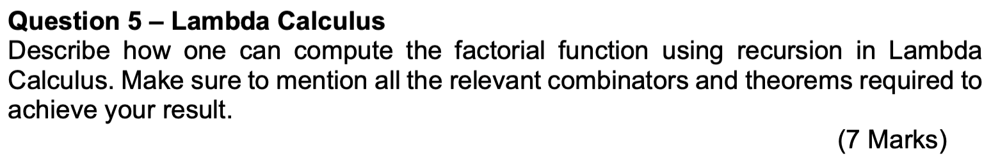 Question 5 – Lambda Calculus
Describe how one can compute the factorial function using recursion in Lambda
Calculus. Make sure to mention all the relevant combinators and theorems required to
achieve your result.
(7 Marks)